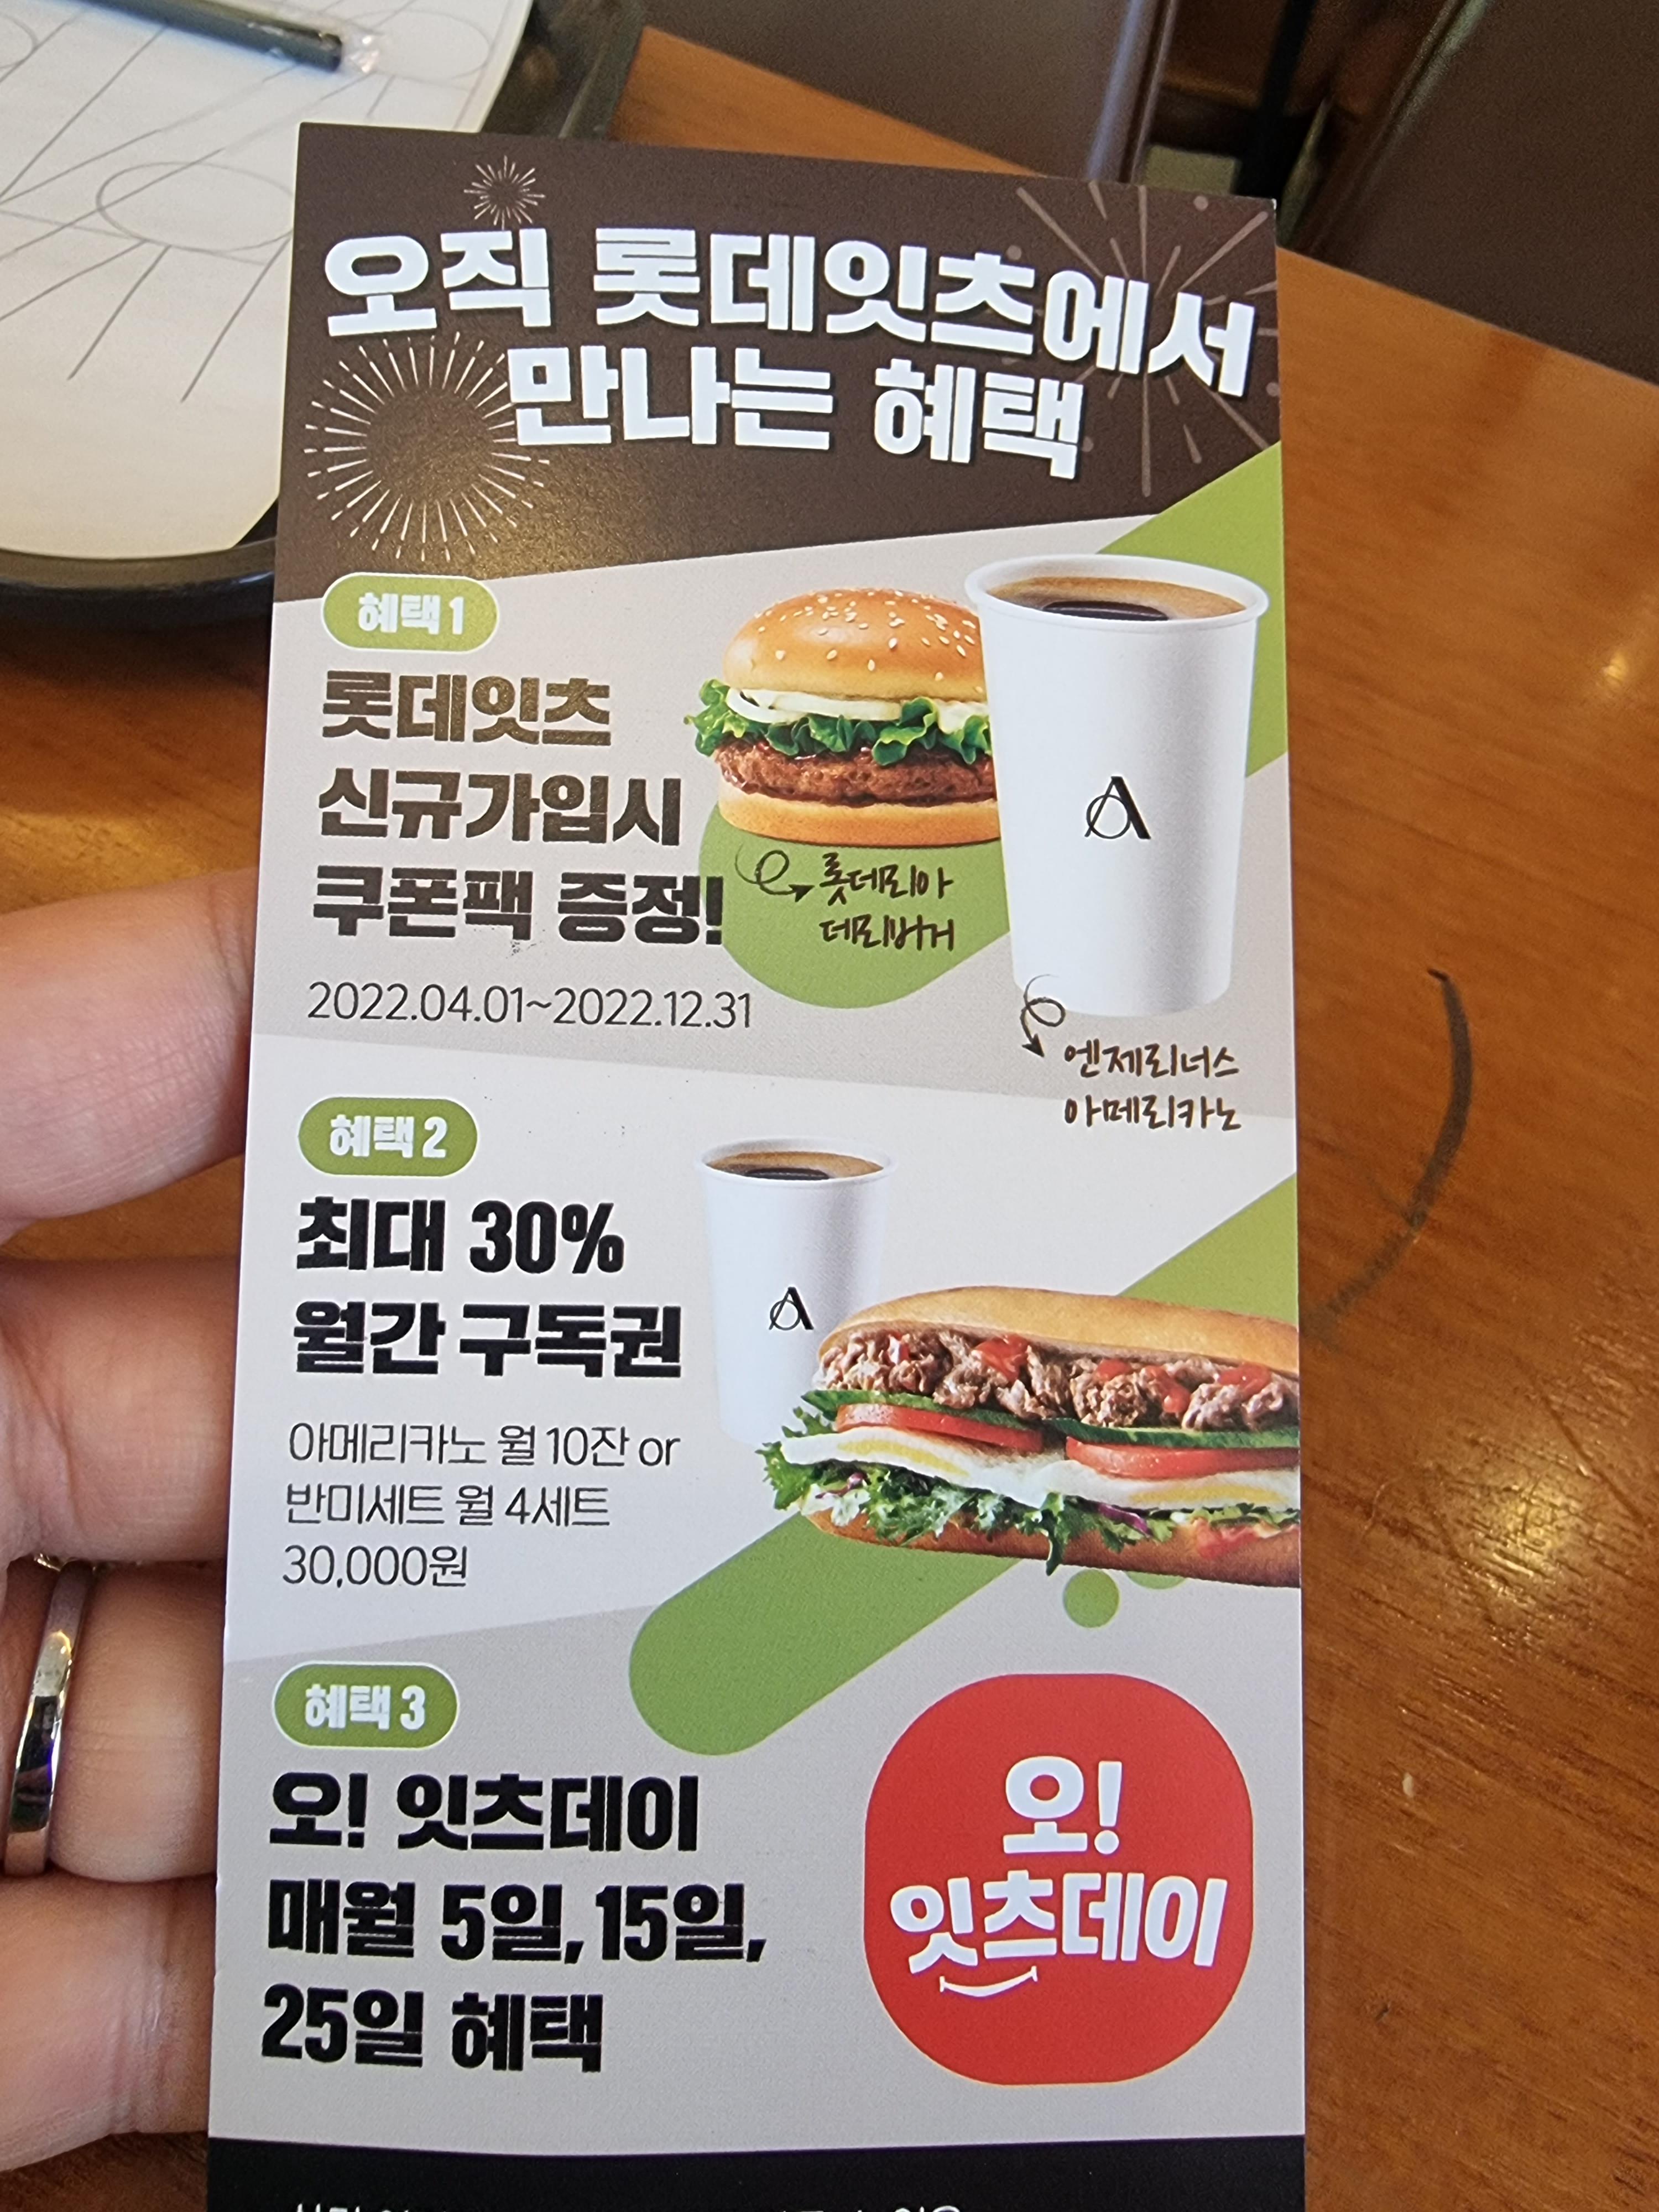 오직 롯데잇츠에서
만나는 혜택
혜택 1
롯데잇츠
신규가입시
쿠폰팩 증정!
2022.04.01~2022.12.31
롯데리아
데리버거
A
엔제리너스
아메리카노
혜택 2
최대 30%
월간 구독권
아메리카노 월 10잔 or
반미세트 월 4세트
30,000원
A
혜택 3
오! 잇츠데이
매월 5일, 15일,
25일 혜택
오!
잇츠데이